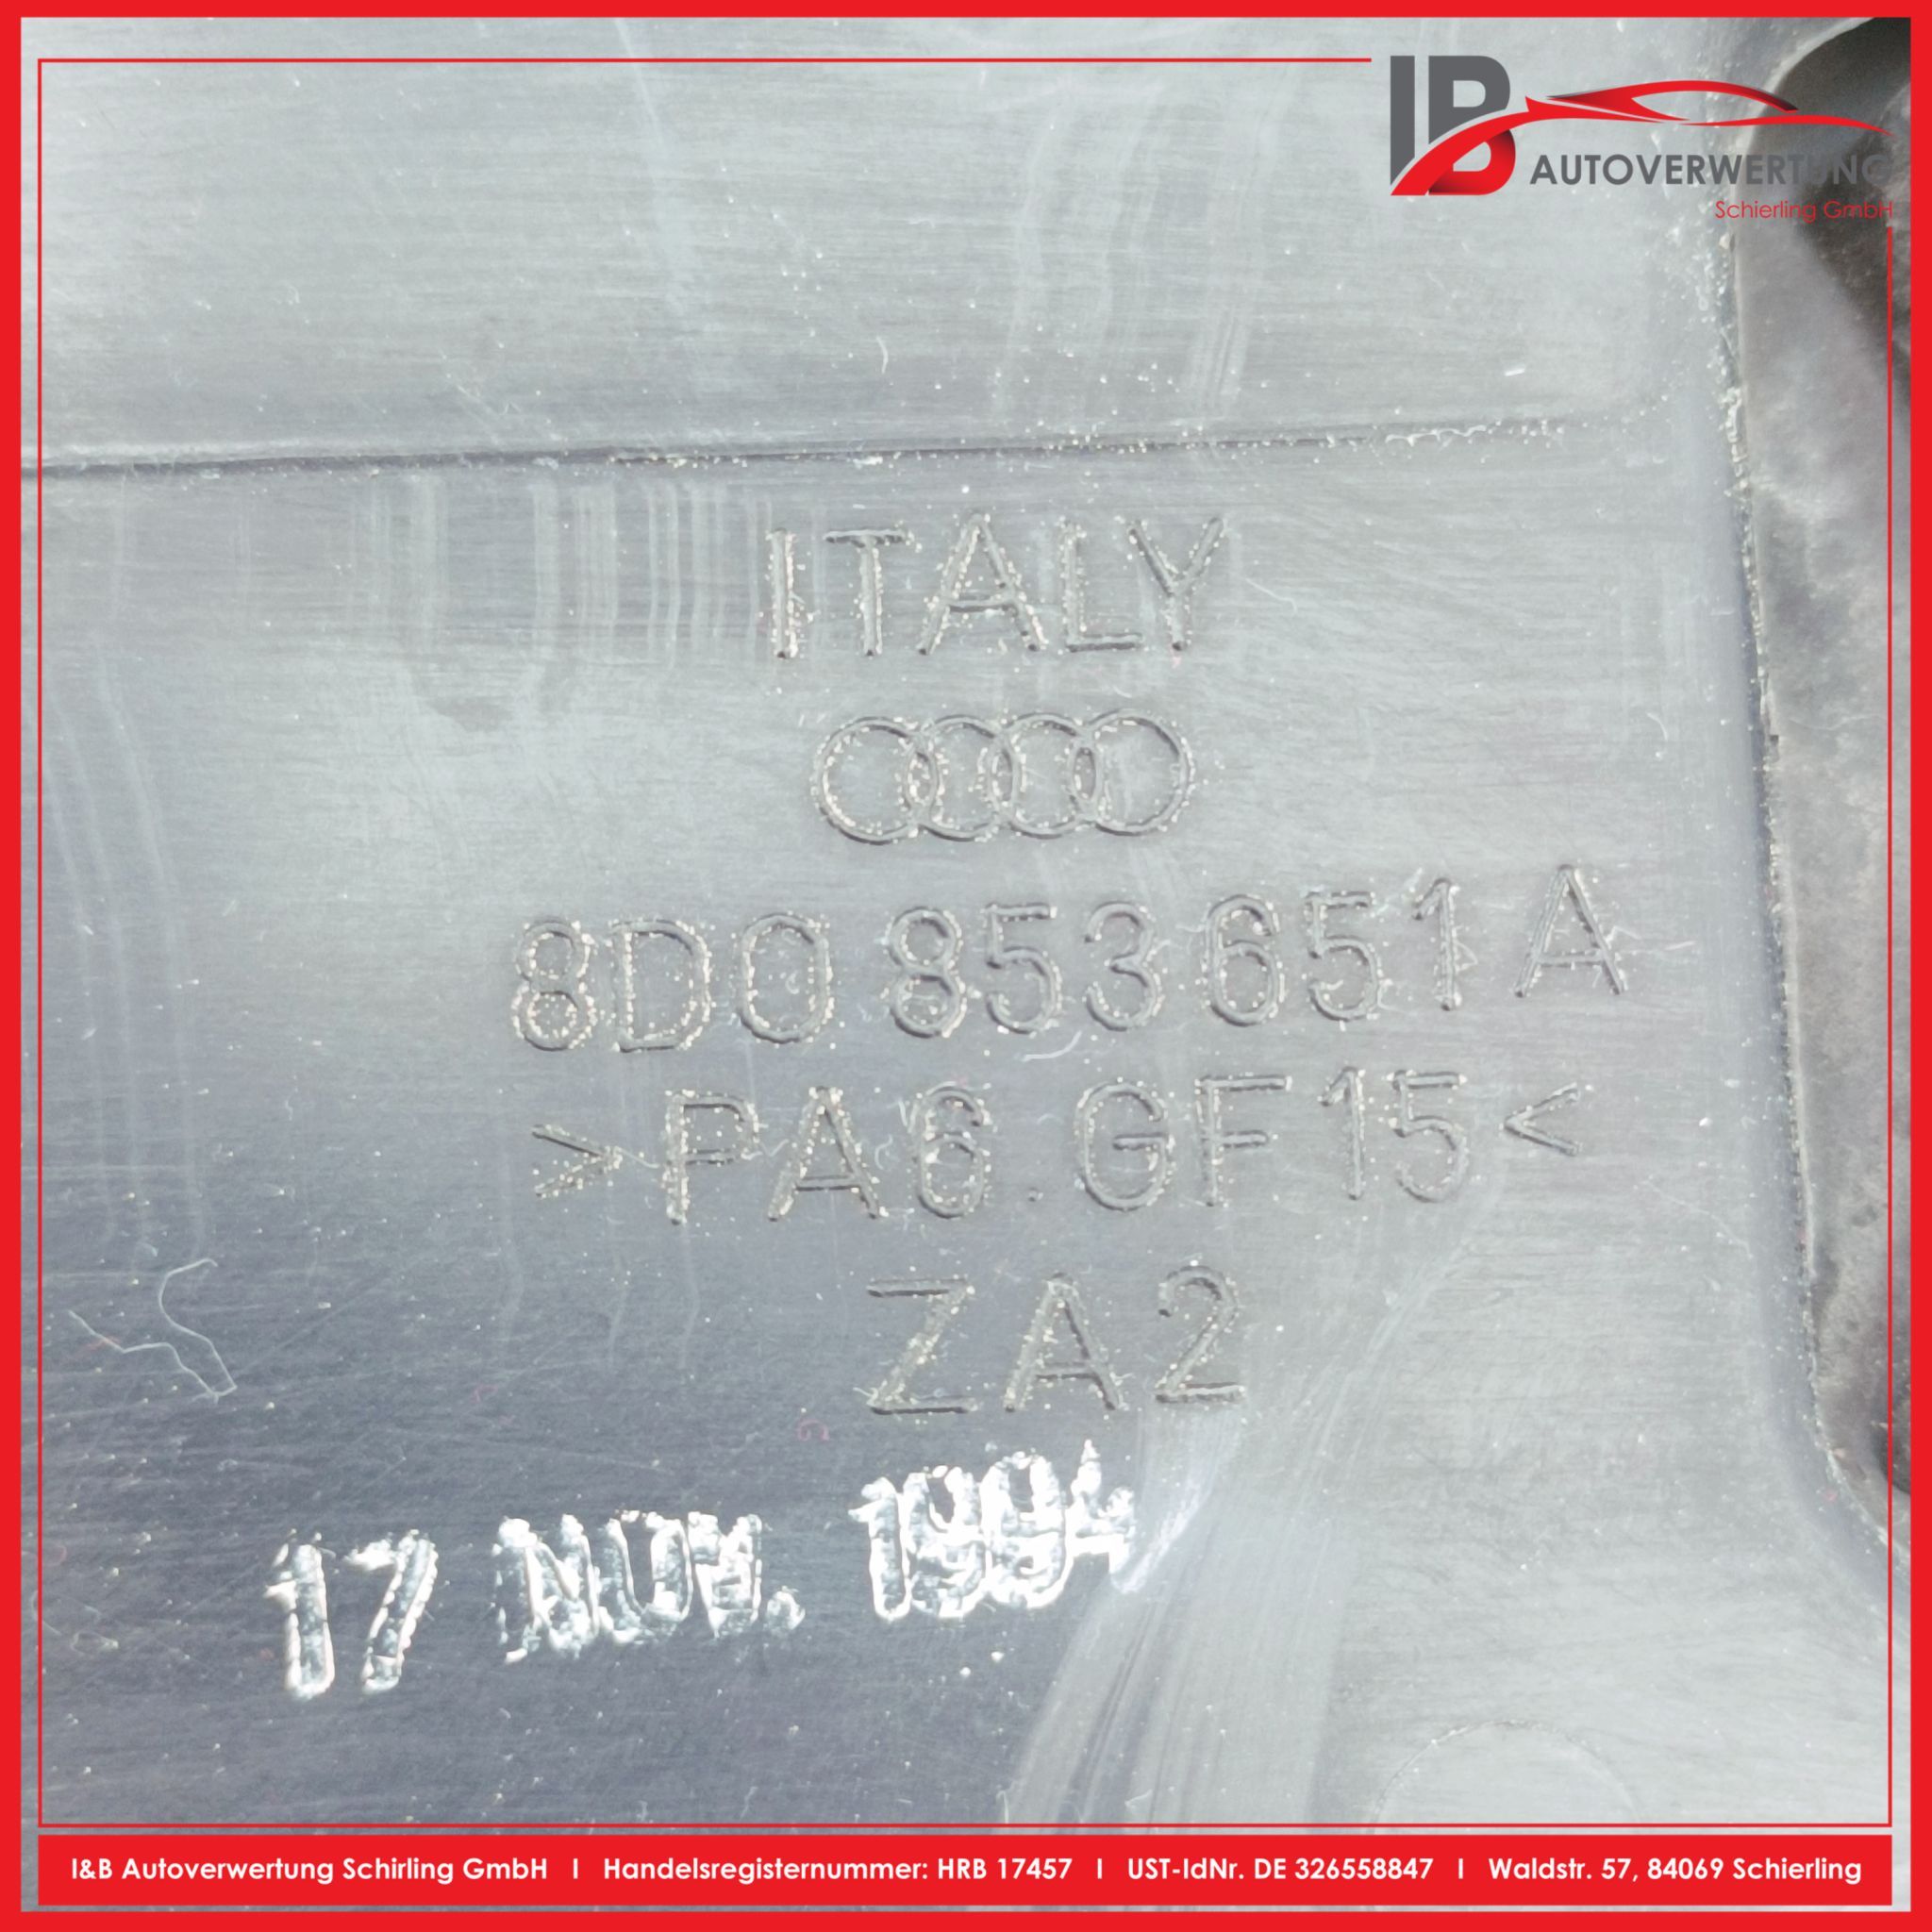 IB
AUTOVERWERTUNG
Schierling GmbH
ITALY
8D0 853 651 A
>PA6.GF15<
ZA2
17 NOV. 1994
I&B Autoverwertung Schirling GmbH I Handelsregisternummer: HRB 17457 I UST-IdNr. DE 326558847 I Waldstr. 57, 84069 Schierling